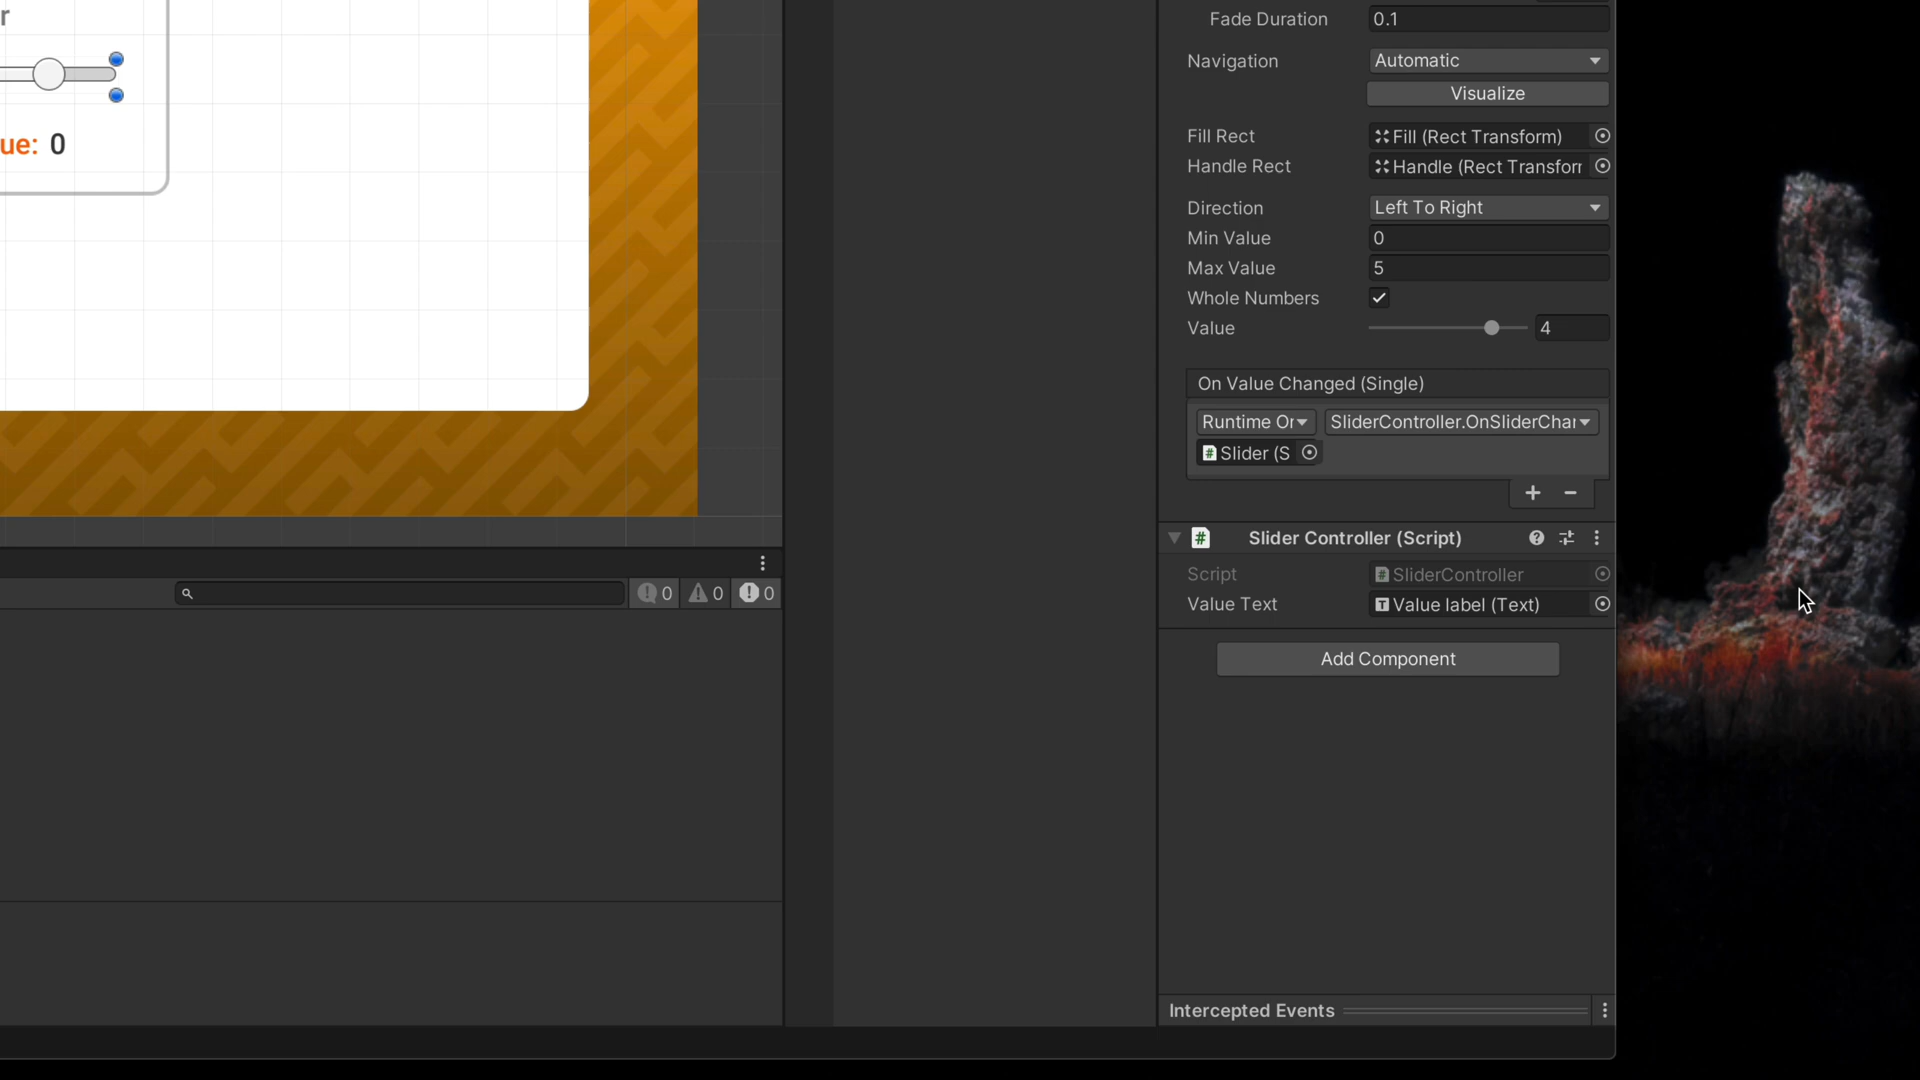 r
ue: 0
Fade Duration 0.1
Navigation Automatic
Visualize
Fill Rect Fill (Rect Transform)
Handle Rect Handle (Rect Transforr
Direction Left To Right
Min Value 0
Max Value 5
Whole Numbers
Value 4
On Value Changed (Single)
Runtime Or SliderController.OnSliderChar
# Slider (S
+ −
# Slider Controller (Script)
Script # SliderController
Value Text T Value label (Text)
Add Component
0 0 0
Intercepted Events